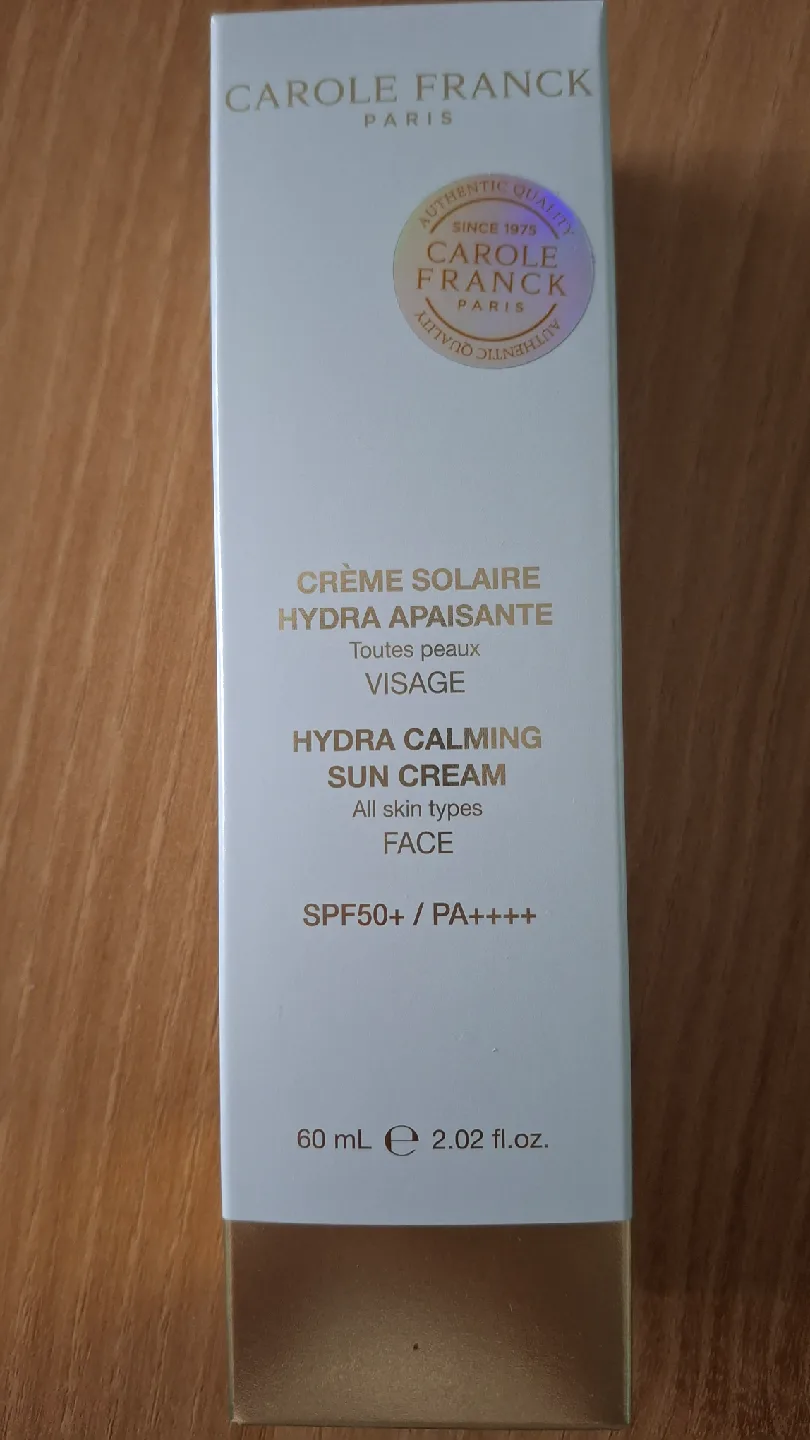 CAROLE FRANCK
PARIS
AUTHENTIC QUALITY
SINCE 1975
CAROLE
FRANCK
PARIS
AUTHENTIC QUALITY
CRÈME SOLAIRE
HYDRA APAISANTE
Toutes peaux
VISAGE
HYDRA CALMING
SUN CREAM
All skin types
FACE
SPF50+ / PA++++
60 mL ℮ 2.02 fl.oz.